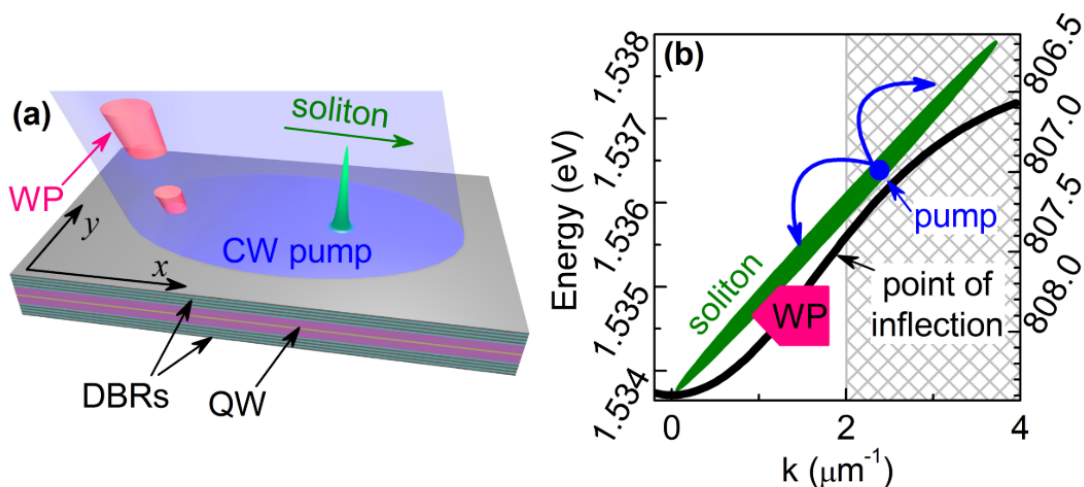 (a)
soliton
WP
y
CW pump
x
DBRs
QW
(b)
1.538
1.537
1.536
1.535
1.534
Energy (eV)
806.5
807.0
807.5
808.0
pump
soliton
WP
point of
inflection
0
2
4
k (μm⁻¹)